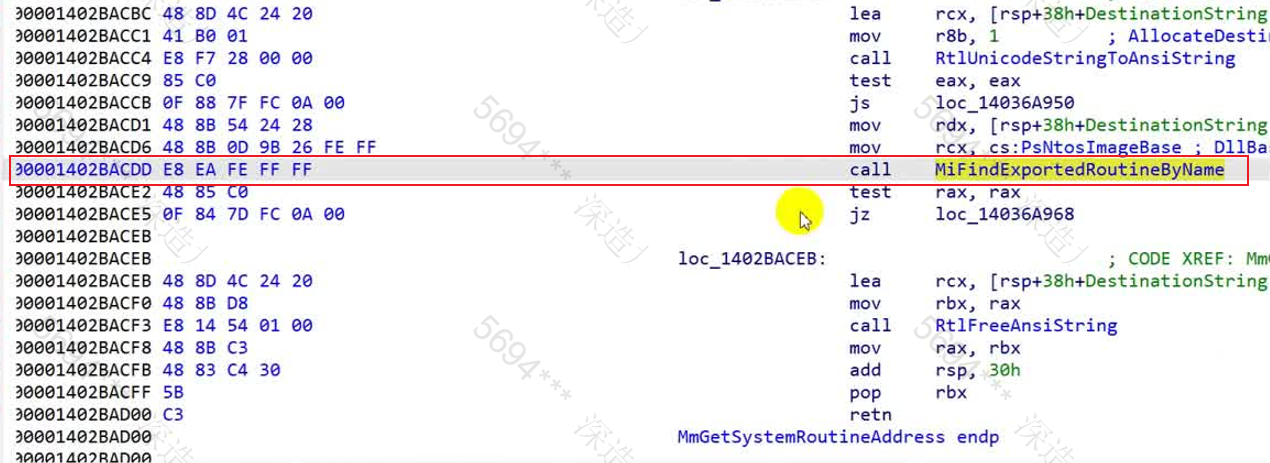 00001402BACBC 48 8D 4C 24 20 lea rcx, [rsp+38h+DestinationString
00001402BACC1 41 B0 01 mov r8b, 1 ; AllocateDesti
00001402BACC4 E8 F7 28 00 00 call RtlUnicodeStringToAnsiString
00001402BACC9 85 C0 test eax, eax
00001402BACCB 0F 88 7F FC 0A 00 js loc_14036A950
00001402BACD1 48 8B 54 24 28 mov rdx, [rsp+38h+DestinationString
00001402BACD6 48 8B 0D 9B 26 FE FF mov rcx, cs:PsNtosImageBase ; DllBa
00001402BACDD E8 EA FE FF FF call MiFindExportedRoutineByName
00001402BACE2 48 85 C0 test rax, rax
00001402BACE5 0F 84 7D FC 0A 00 jz loc_14036A968
00001402BACEB
00001402BACEB loc_1402BACEB: ; CODE XREF: Mm
00001402BACEB 48 8D 4C 24 20 lea rcx, [rsp+38h+DestinationString
00001402BACF0 48 8B D8 mov rbx, rax
00001402BACF3 E8 14 54 01 00 call RtlFreeAnsiString
00001402BACF8 48 8B C3 mov rax, rbx
00001402BACFB 48 83 C4 30 add rsp, 30h
00001402BACFF 5B pop rbx
00001402BAD00 C3 retn
00001402BAD00 MmGetSystemRoutineAddress endp
00001402BAD00
5694***
深造
5694***
深造
5694***
深造
5694***
深造